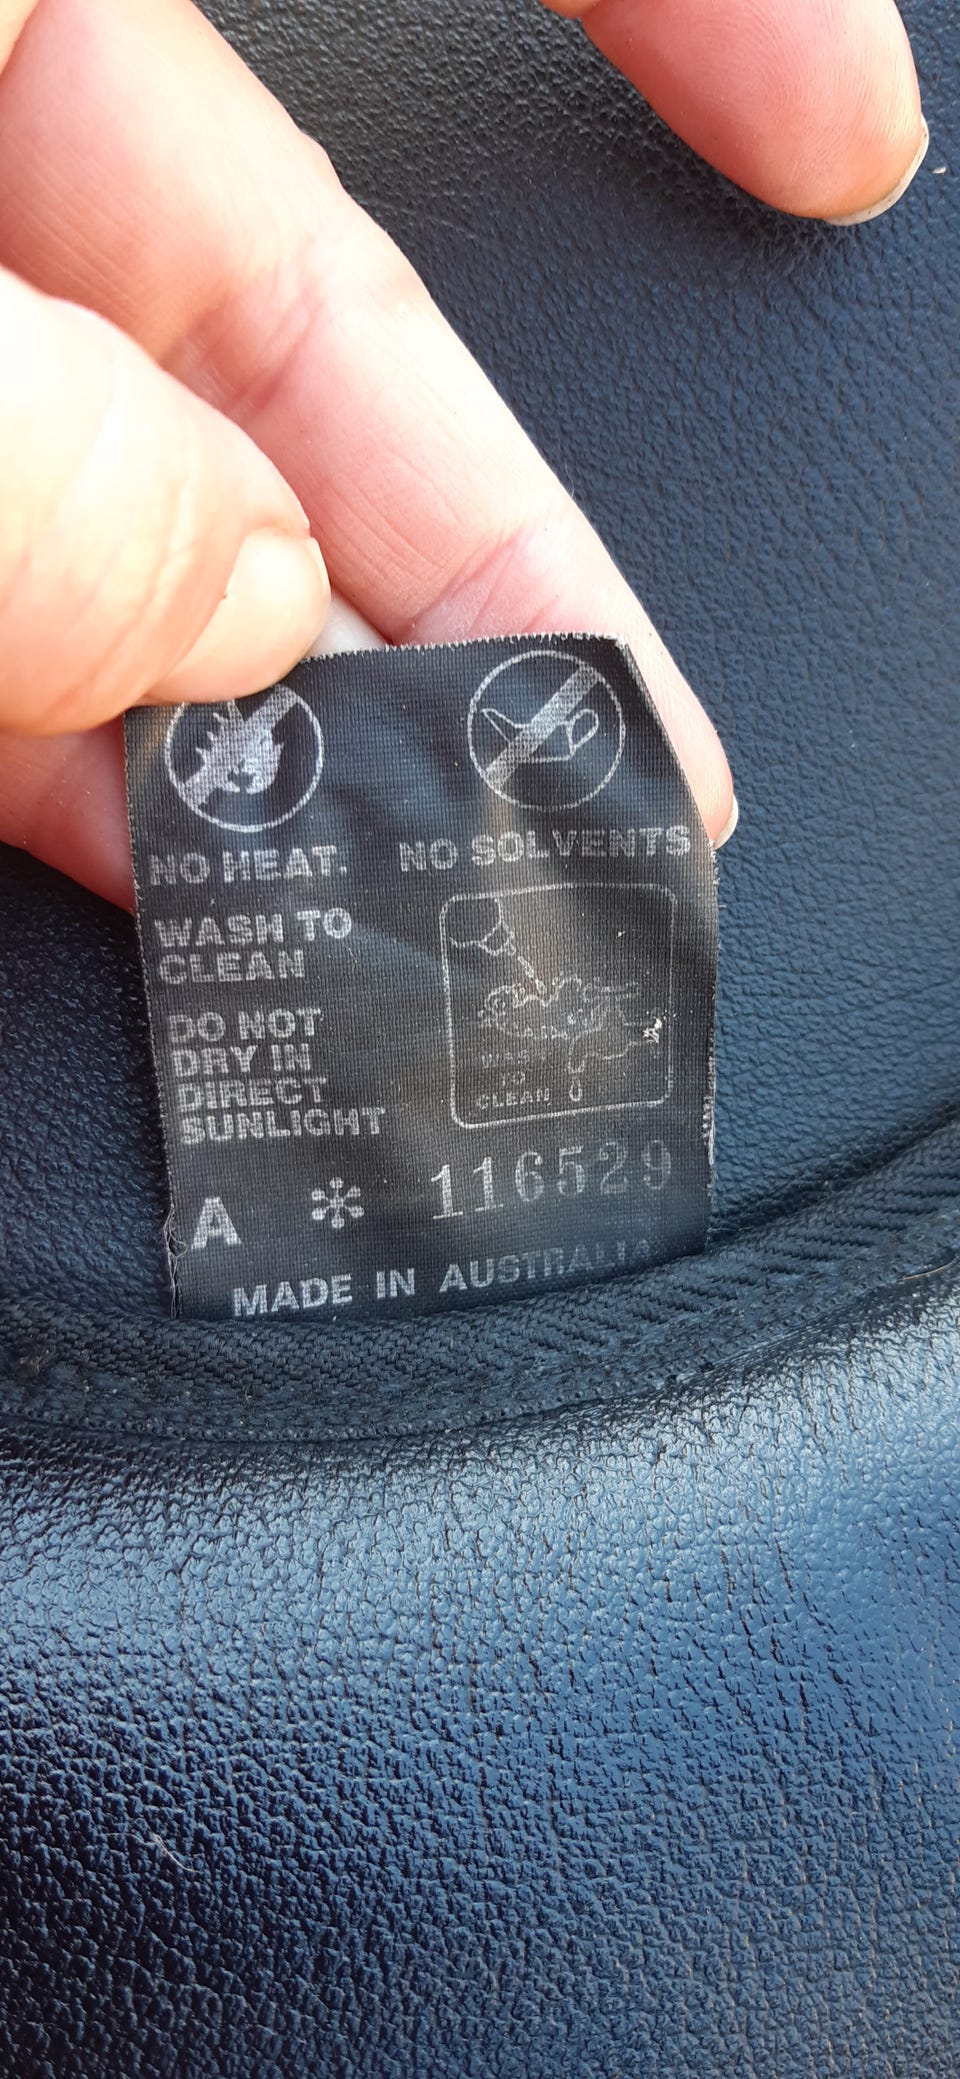 NO HEAT. NO SOLVENTS
WASH TO
CLEAN
DO NOT
DRY IN
DIRECT
SUNLIGHT
WASH
TO
CLEAN
A * 116529
MADE IN AUSTRALIA